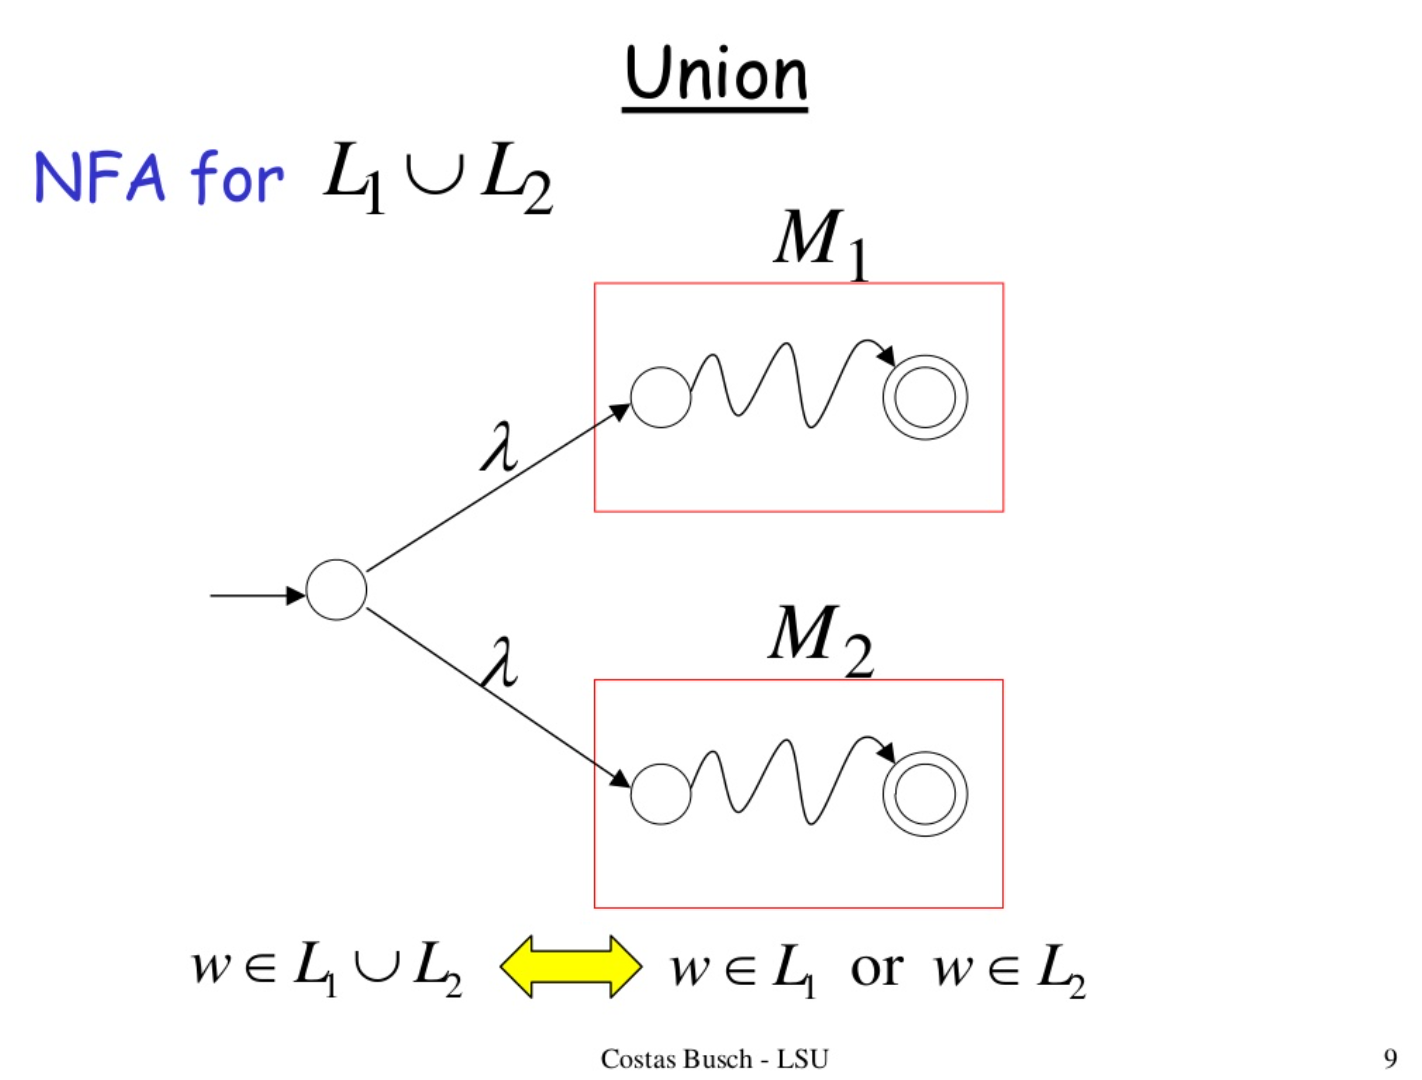 Union
NFA for L₁ ∪ L₂
M₁
λ
λ
M₂
w ∈ L₁ ∪ L₂ w ∈ L₁ or w ∈ L₂
Costas Busch - LSU 9